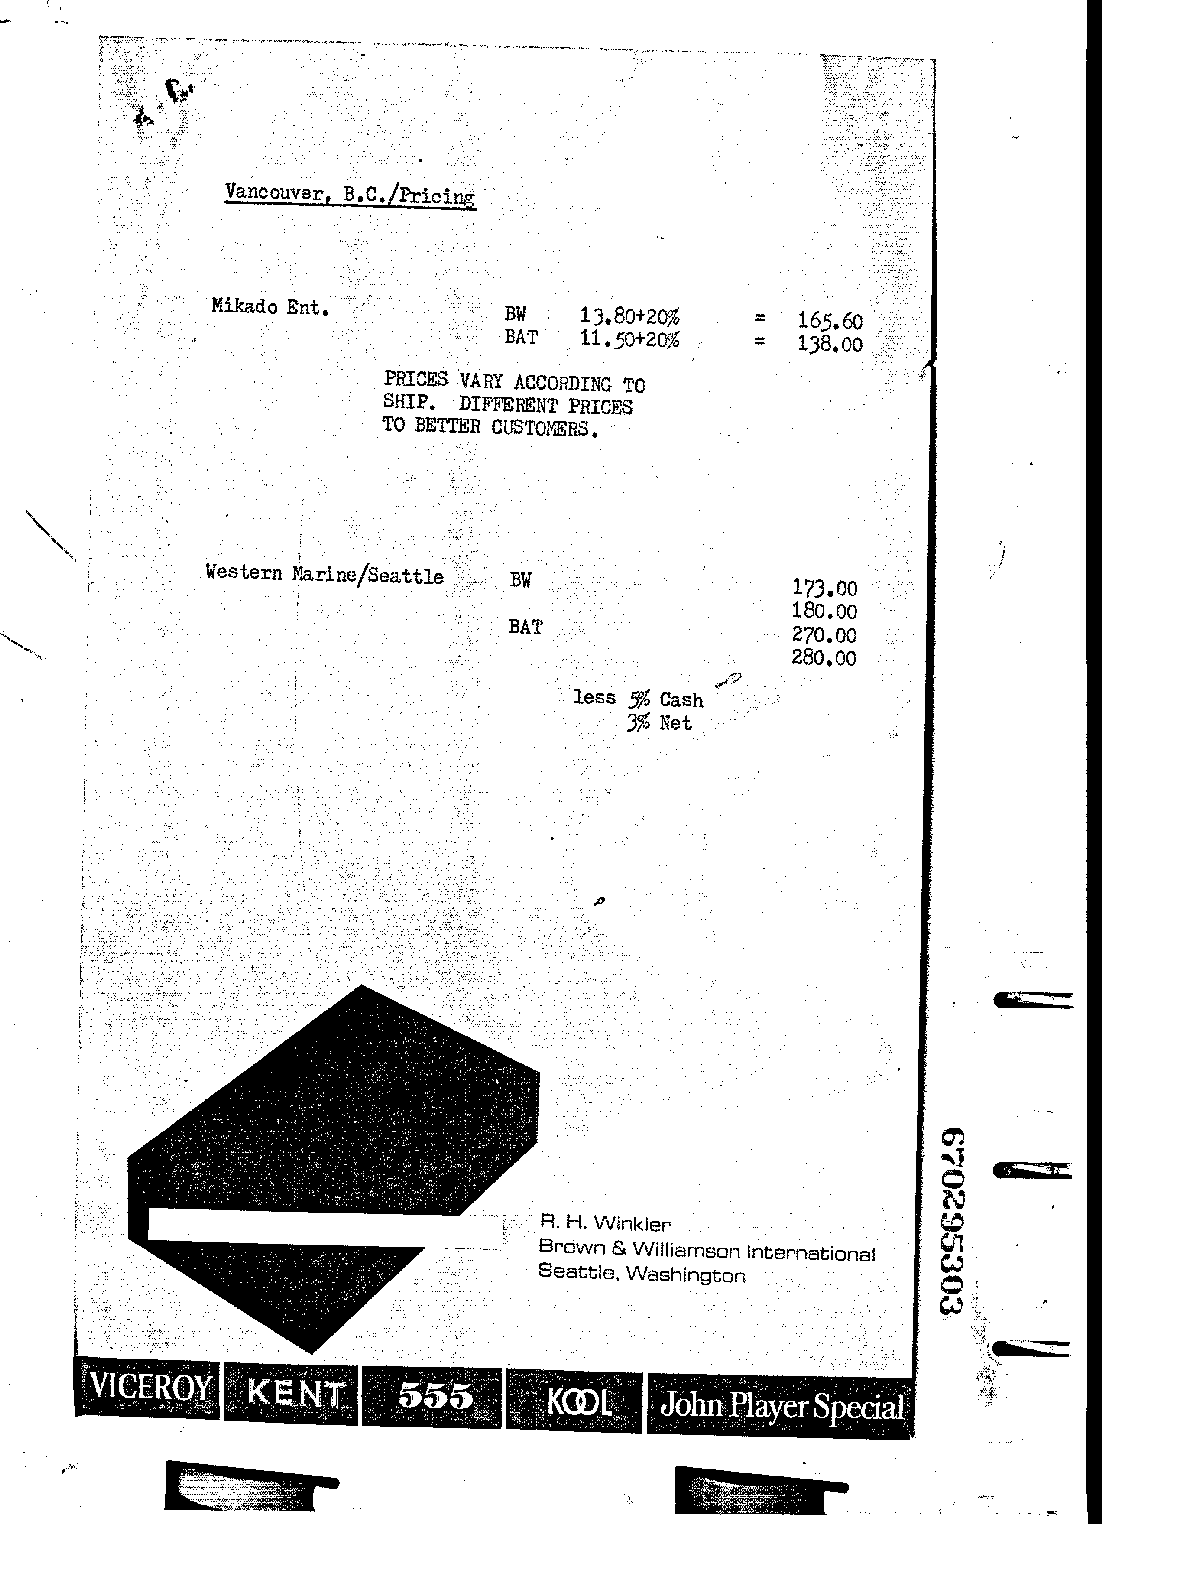 Vancouver, B.C./Pricing
Mikado Ent. BW 13.80+20% = 165.60
BAT 11.50+20% = 138.00
PRICES VARY ACCORDING TO
SHIP. DIFFERENT PRICES
TO BETTER CUSTOMERS.
Western Marine/Seattle BW 173.00
180.00
BAT 270.00
280.00
less 5% Cash
3% Net
R. H. Winkler
Brown & Williamson International
Seattle, Washington
VICEROY KENT 555 KOOL John Player Special
670295303